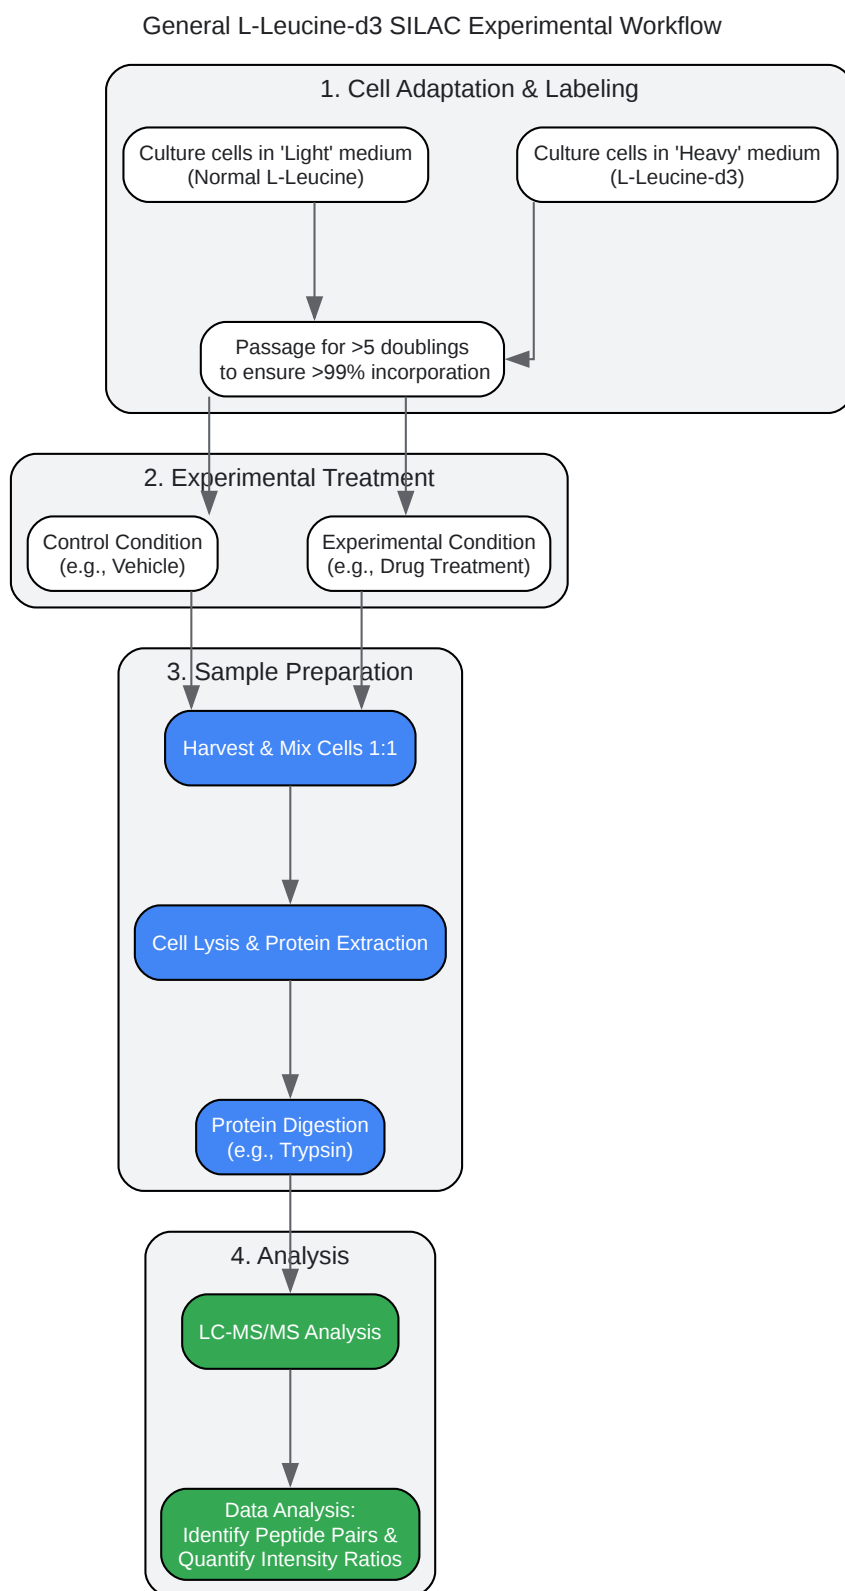 General L-Leucine-d3 SILAC Experimental Workflow
1. Cell Adaptation & Labeling
Culture cells in 'Light' medium
(Normal L-Leucine)
Culture cells in 'Heavy' medium
(L-Leucine-d3)
Passage for >5 doublings
to ensure >99% incorporation
2. Experimental Treatment
Control Condition
(e.g., Vehicle)
Experimental Condition
(e.g., Drug Treatment)
3. Sample Preparation
Harvest & Mix Cells 1:1
Cell Lysis & Protein Extraction
Protein Digestion
(e.g., Trypsin)
4. Analysis
LC-MS/MS Analysis
Data Analysis:
Identify Peptide Pairs &
Quantify Intensity Ratios